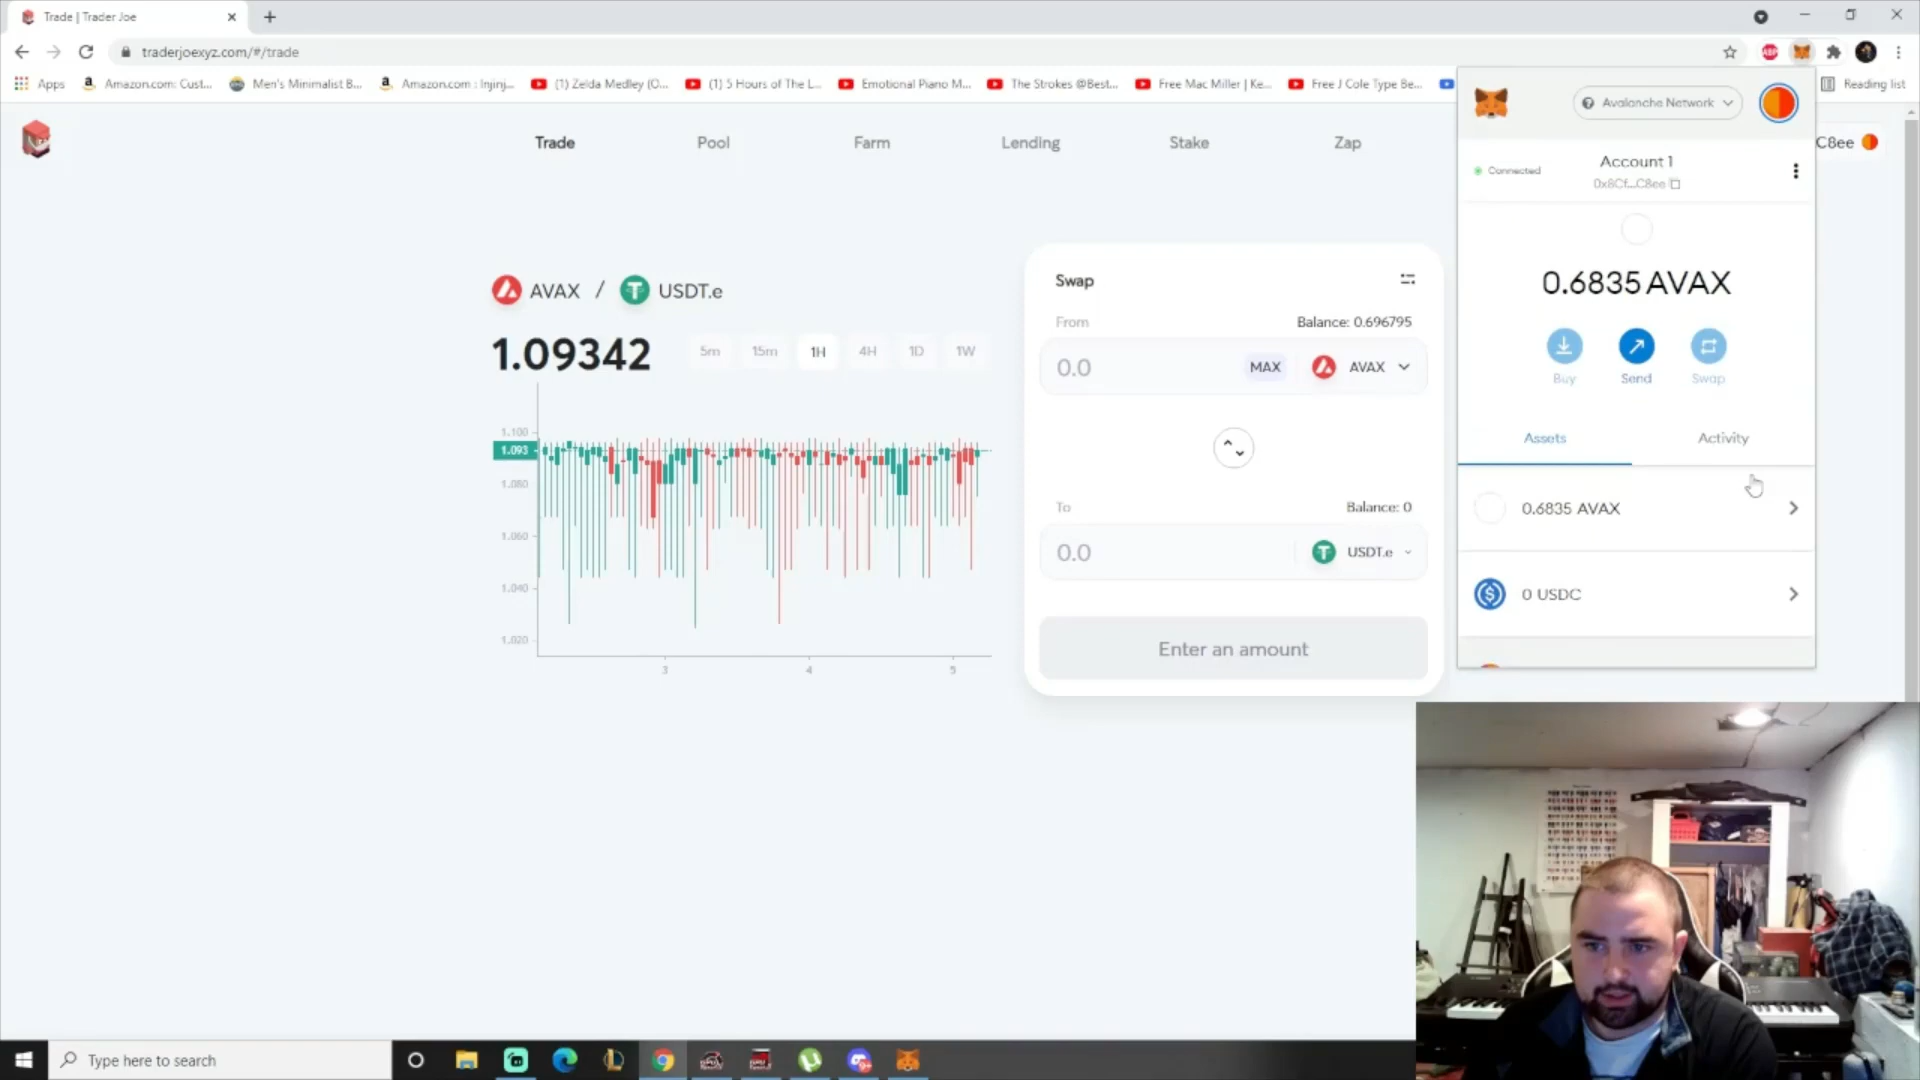 Trade | Trader Joe
traderjoexyz.com/#/trade
ABP
Apps
Amazon.com: Cust...
Men's Minimalist B...
Amazon.com : Injinj...
(1) Zelda Medley (O...
(1) 5 Hours of The L...
Emotional Piano M...
The Strokes @Best...
Free Mac Miller | Ke...
Free J Cole Type Be...
Reading list
Trade
Pool
Farm
Lending
Stake
Zap
C8ee
Avalanche Network
Connected
Account 1
0x8Cf...C8ee
0.6835 AVAX
Buy
Send
Swap
Assets
Activity
0.6835 AVAX
0 USDC
AVAX / USDT.e
1.09342
5m
15m
1H
4H
1D
1W
1.100
1.093
1.080
1.060
1.040
1.020
3
4
5
Swap
From
Balance: 0.696795
0.0
MAX
AVAX
To
Balance: 0
0.0
USDT.e
Enter an amount
Type here to search